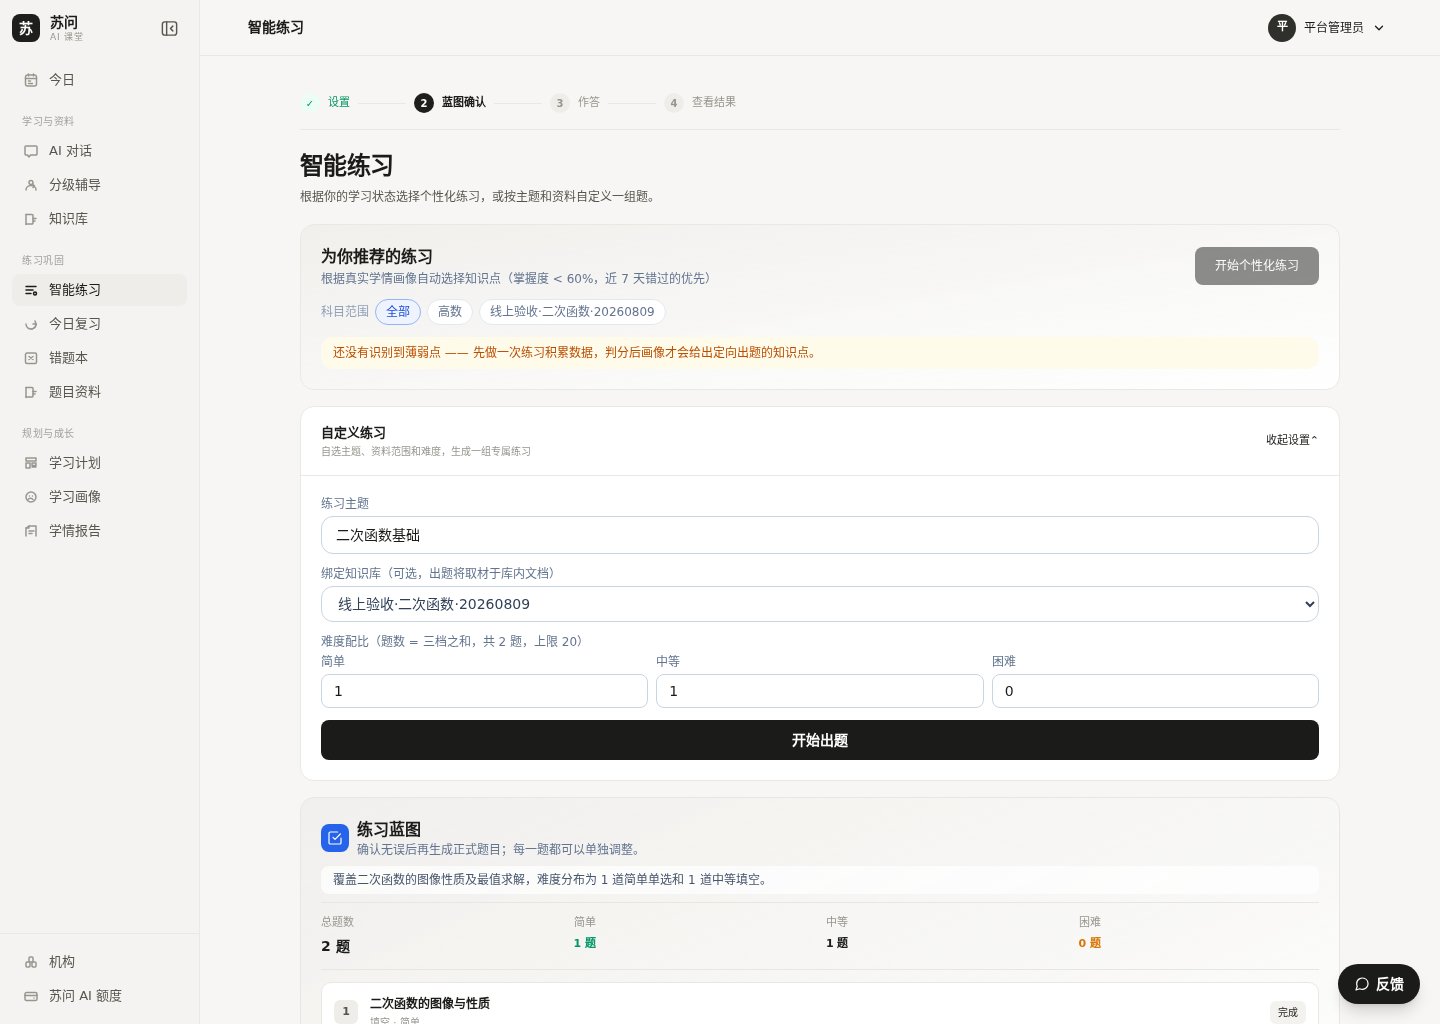 苏
苏问
AI 课堂
今日
学习与资料
AI 对话
分级辅导
知识库
练习巩固
智能练习
今日复习
错题本
题目资料
规划与成长
学习计划
学习画像
学情报告
机构
苏问 AI 额度
智能练习
平
平台管理员
✓ 设置
2 蓝图确认
3 作答
4 查看结果
智能练习
根据你的学习状态选择个性化练习，或按主题和资料自定义一组题。
为你推荐的练习
根据真实学情画像自动选择知识点（掌握度 < 60%，近 7 天错过的优先）
开始个性化练习
科目范围 全部 高数 线上验收·二次函数·20260809
还没有识别到薄弱点 —— 先做一次练习积累数据，判分后画像才会给出定向出题的知识点。
自定义练习
自选主题、资料范围和难度，生成一组专属练习
收起设置⌃
练习主题
二次函数基础
绑定知识库（可选，出题将取材于库内文档）
线上验收·二次函数·20260809
难度配比（题数 = 三档之和，共 2 题，上限 20）
简单 中等 困难
1 1 0
开始出题
练习蓝图
确认无误后再生成正式题目；每一题都可以单独调整。
覆盖二次函数的图像性质及最值求解，难度分布为 1 道简单单选和 1 道中等填空。
总题数 简单 中等 困难
2 题 1 题 1 题 0 题
1
二次函数的图像与性质
填空 · 简单
完成
反馈